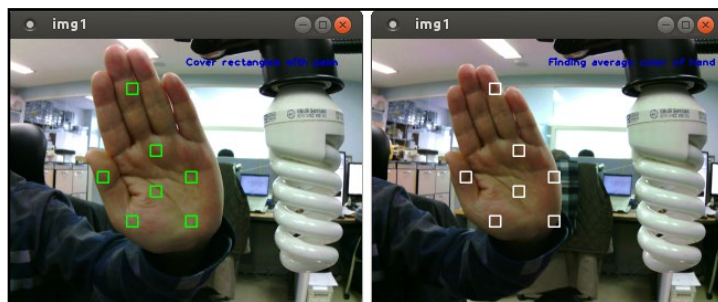 img1
Cover rectangles with palm
img1
Finding average color of hand